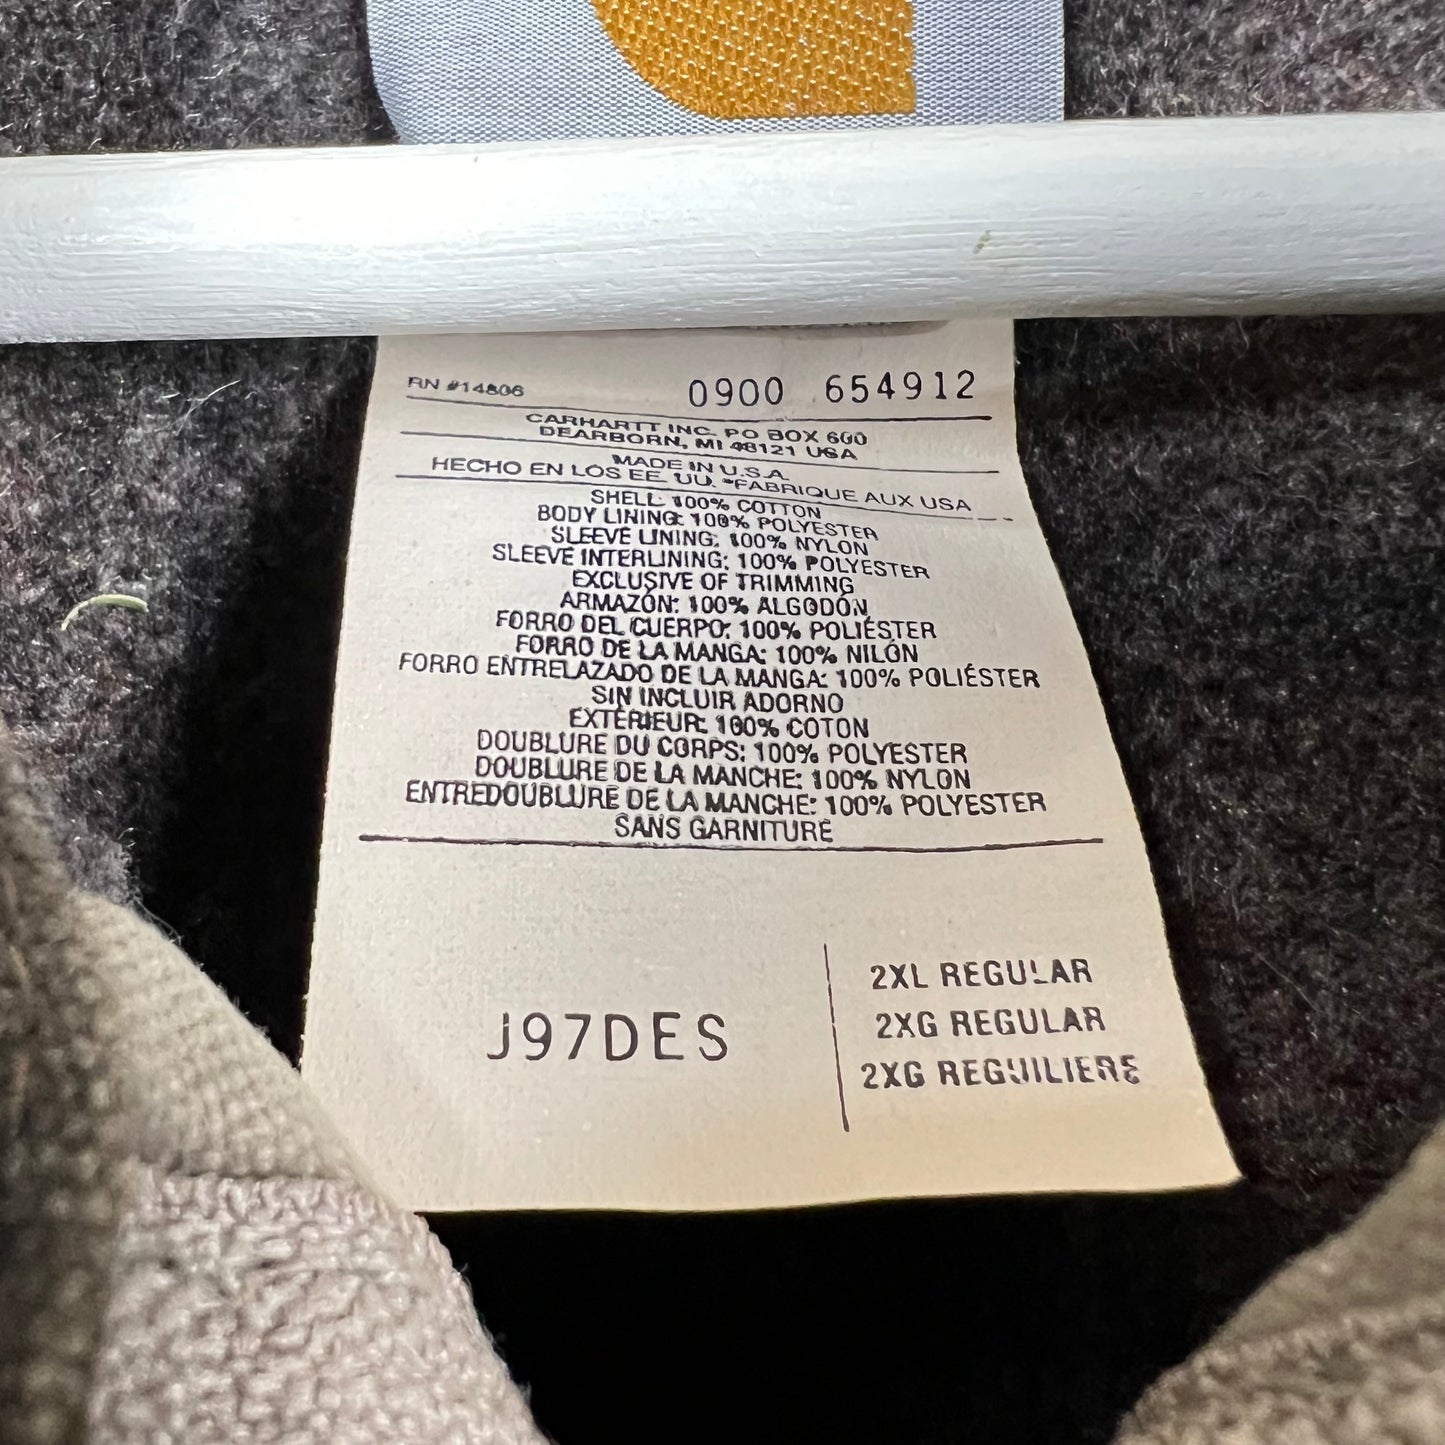 RN #14806 0900 654912
CARHARTT INC. PO BOX 600
DEARBORN, MI 48121 USA
MADE IN U.S.A.
HECHO EN LOS EE. UU. *FABRIQUE AUX USA
SHELL: 100% COTTON
BODY LINING: 100% POLYESTER
SLEEVE LINING: 100% NYLON
SLEEVE INTERLINING: 100% POLYESTER
EXCLUSIVE OF TRIMMING
ARMAZÓN: 100% ALGODÓN
FORRO DEL CUERPO: 100% POLIÉSTER
FORRO DE LA MANGA: 100% NILÓN
FORRO ENTRELAZADO DE LA MANGA: 100% POLIÉSTER
SIN INCLUIR ADORNO
EXTÉRIEUR: 100% COTON
DOUBLURE DU CORPS: 100% POLYESTER
DOUBLURE DE LA MANCHE: 100% NYLON
ENTREDOUBLURE DE LA MANCHE: 100% POLYESTER
SANS GARNITURE
J97DES
2XL REGULAR
2XG REGULAR
2XG REGUILIERE